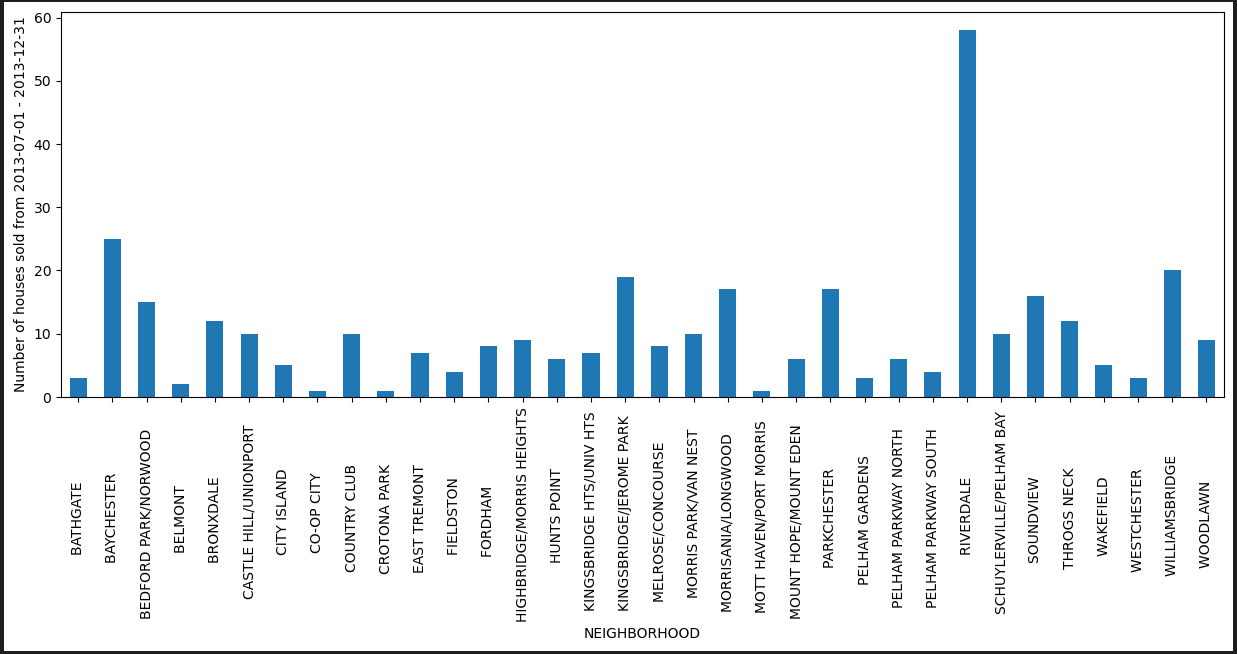 Number of houses sold from 2013-07-01 - 2013-12-31
60
50
40
30
20
10
0
BATHGATE
BAYCHESTER
BEDFORD PARK/NORWOOD
BELMONT
BRONXDALE
CASTLE HILL/UNIONPORT
CITY ISLAND
CO-OP CITY
COUNTRY CLUB
CROTONA PARK
EAST TREMONT
FIELDSTON
FORDHAM
HIGHBRIDGE/MORRIS HEIGHTS
HUNTS POINT
KINGSBRIDGE HTS/UNIV HTS
KINGSBRIDGE/JEROME PARK
MELROSE/CONCOURSE
MORRIS PARK/VAN NEST
MORRISANIA/LONGWOOD
MOTT HAVEN/PORT MORRIS
MOUNT HOPE/MOUNT EDEN
PARKCHESTER
PELHAM GARDENS
PELHAM PARKWAY NORTH
PELHAM PARKWAY SOUTH
RIVERDALE
SCHUYLERVILLE/PELHAM BAY
SOUNDVIEW
THROGS NECK
WAKEFIELD
WESTCHESTER
WILLIAMSBRIDGE
WOODLAWN
NEIGHBORHOOD